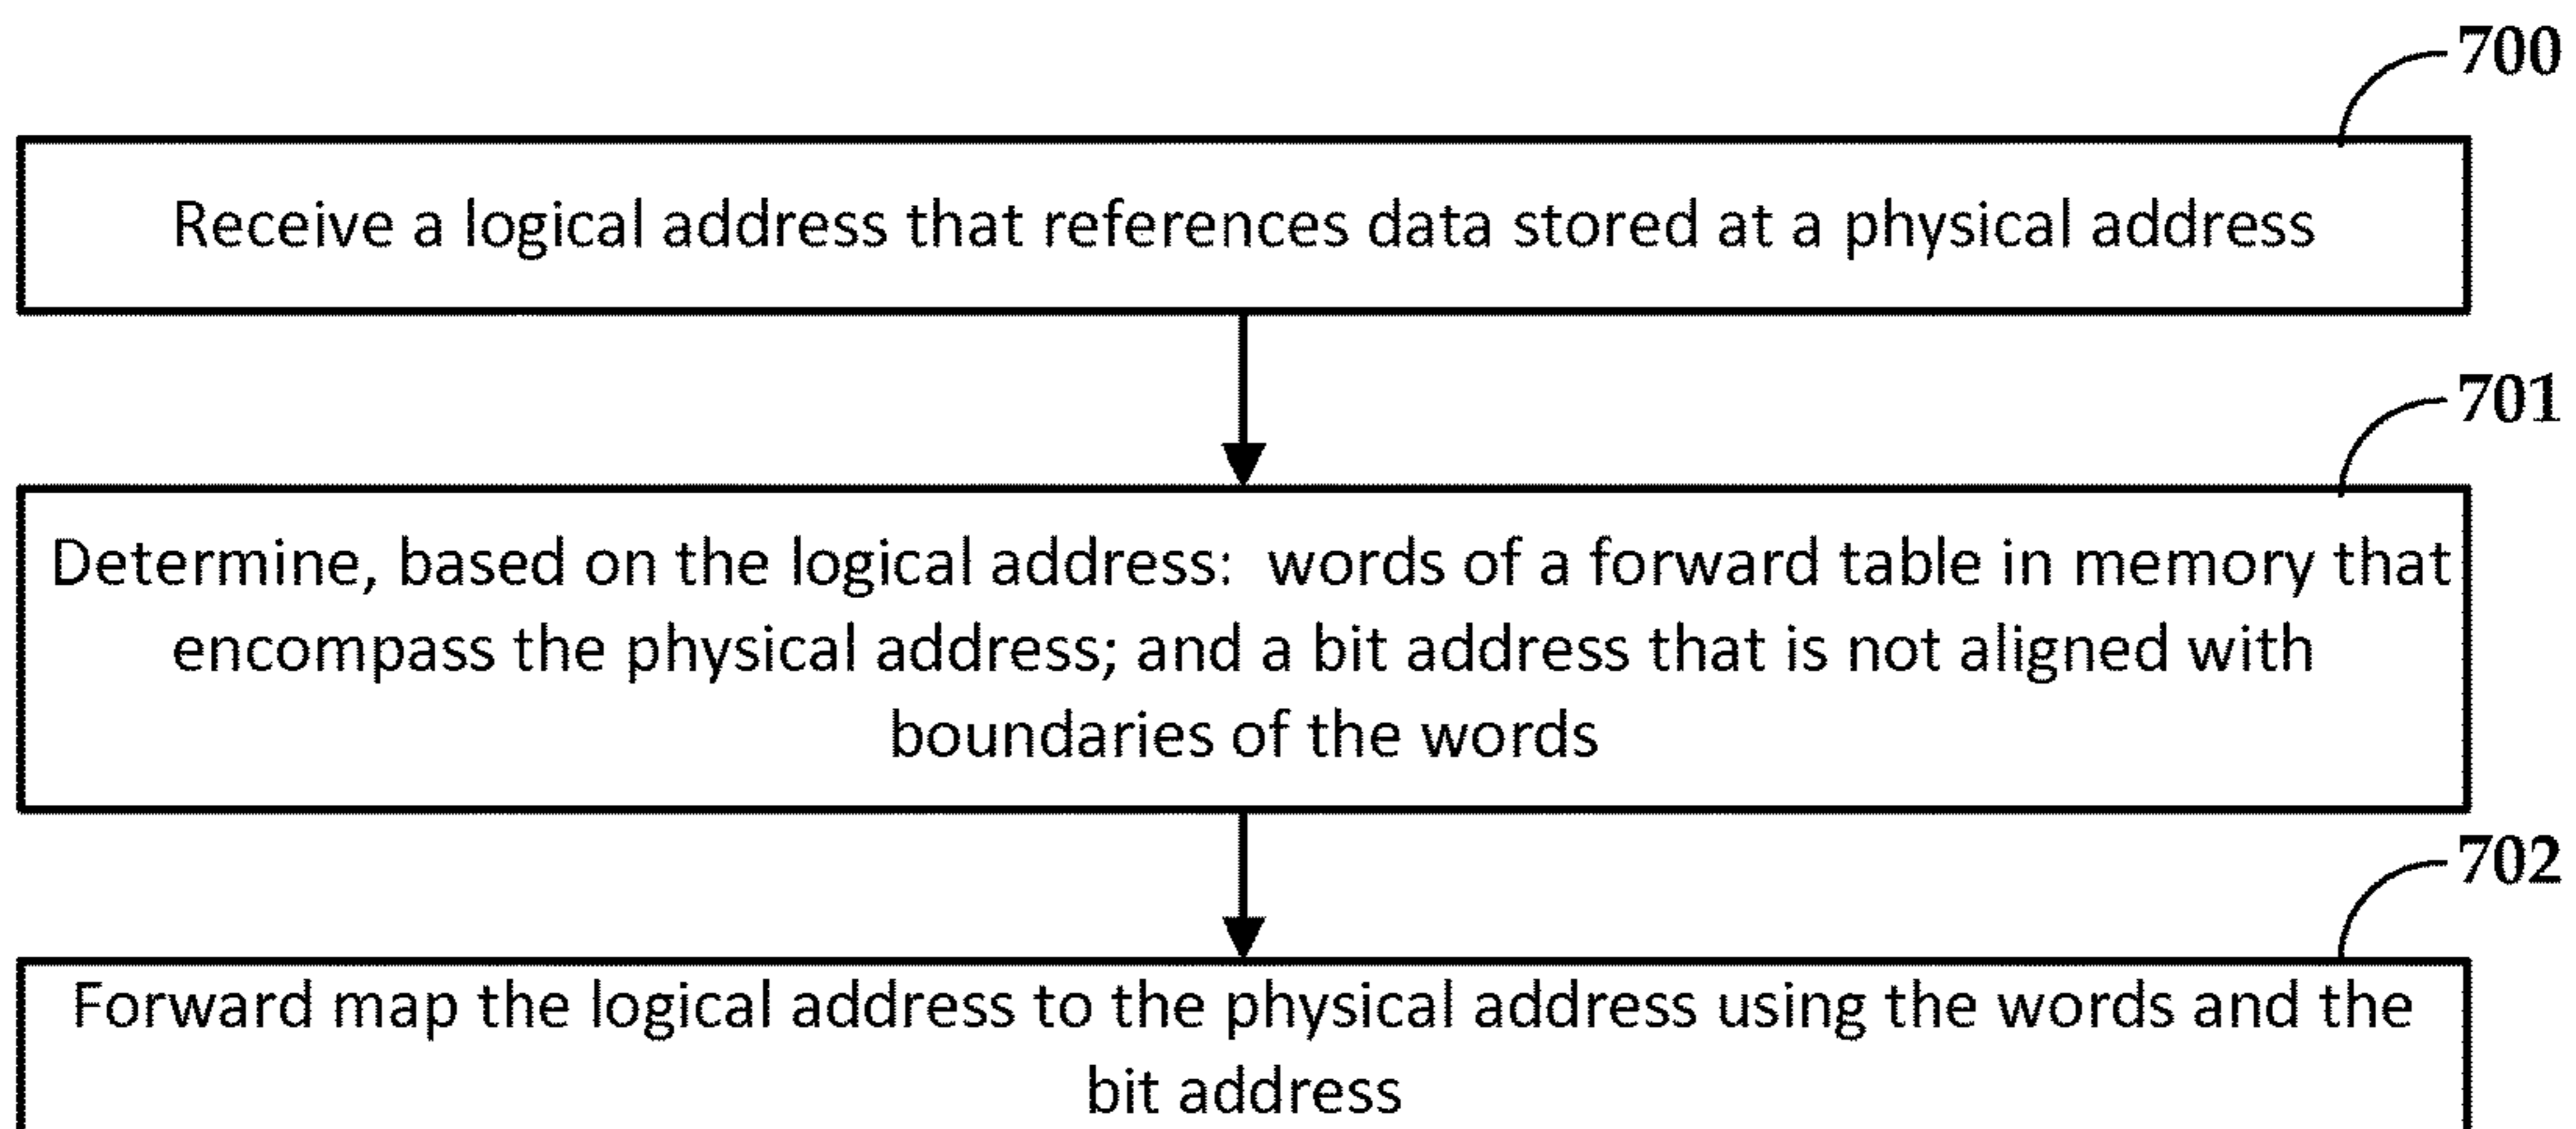 700
Receive a logical address that references data stored at a physical address
701
Determine, based on the logical address:  words of a forward table in memory that
encompass the physical address; and a bit address that is not aligned with
boundaries of the words
702
Forward map the logical address to the physical address using the words and the
bit address